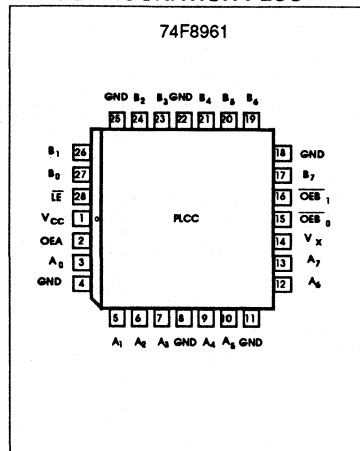 74F8961
GND B2 B3 GND B4 B5 B6
25 24 23 22 21 20 19
B1 26
B0 27
LE 28
VCC 1
OEA 2
A0 3
GND 4
PLCC
18 GND
17 B7
16 OEB1
15 OEB0
14 VX
13 A7
12 A6
5 6 7 8 9 10 11
A1 A2 A3 GND A4 A5 GND